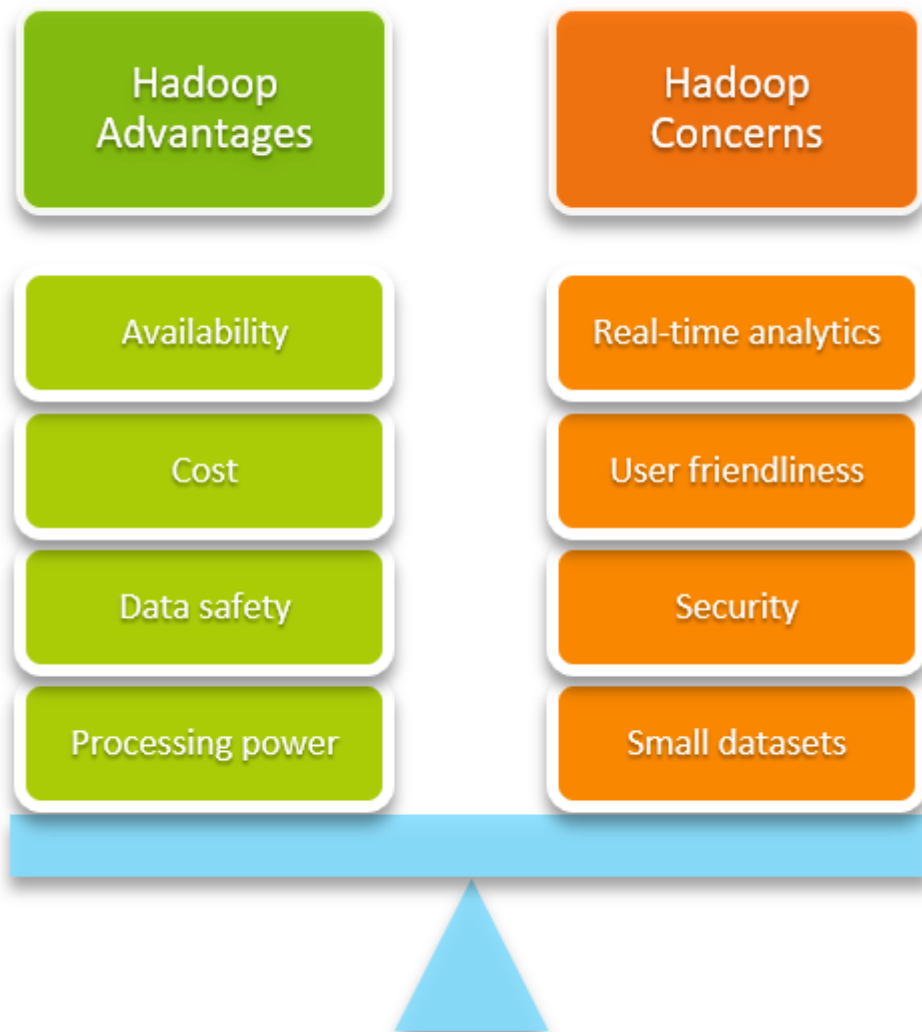 Hadoop
Advantages
Availability
Cost
Data safety
Processing power
Hadoop
Concerns
Real-time analytics
User friendliness
Security
Small datasets